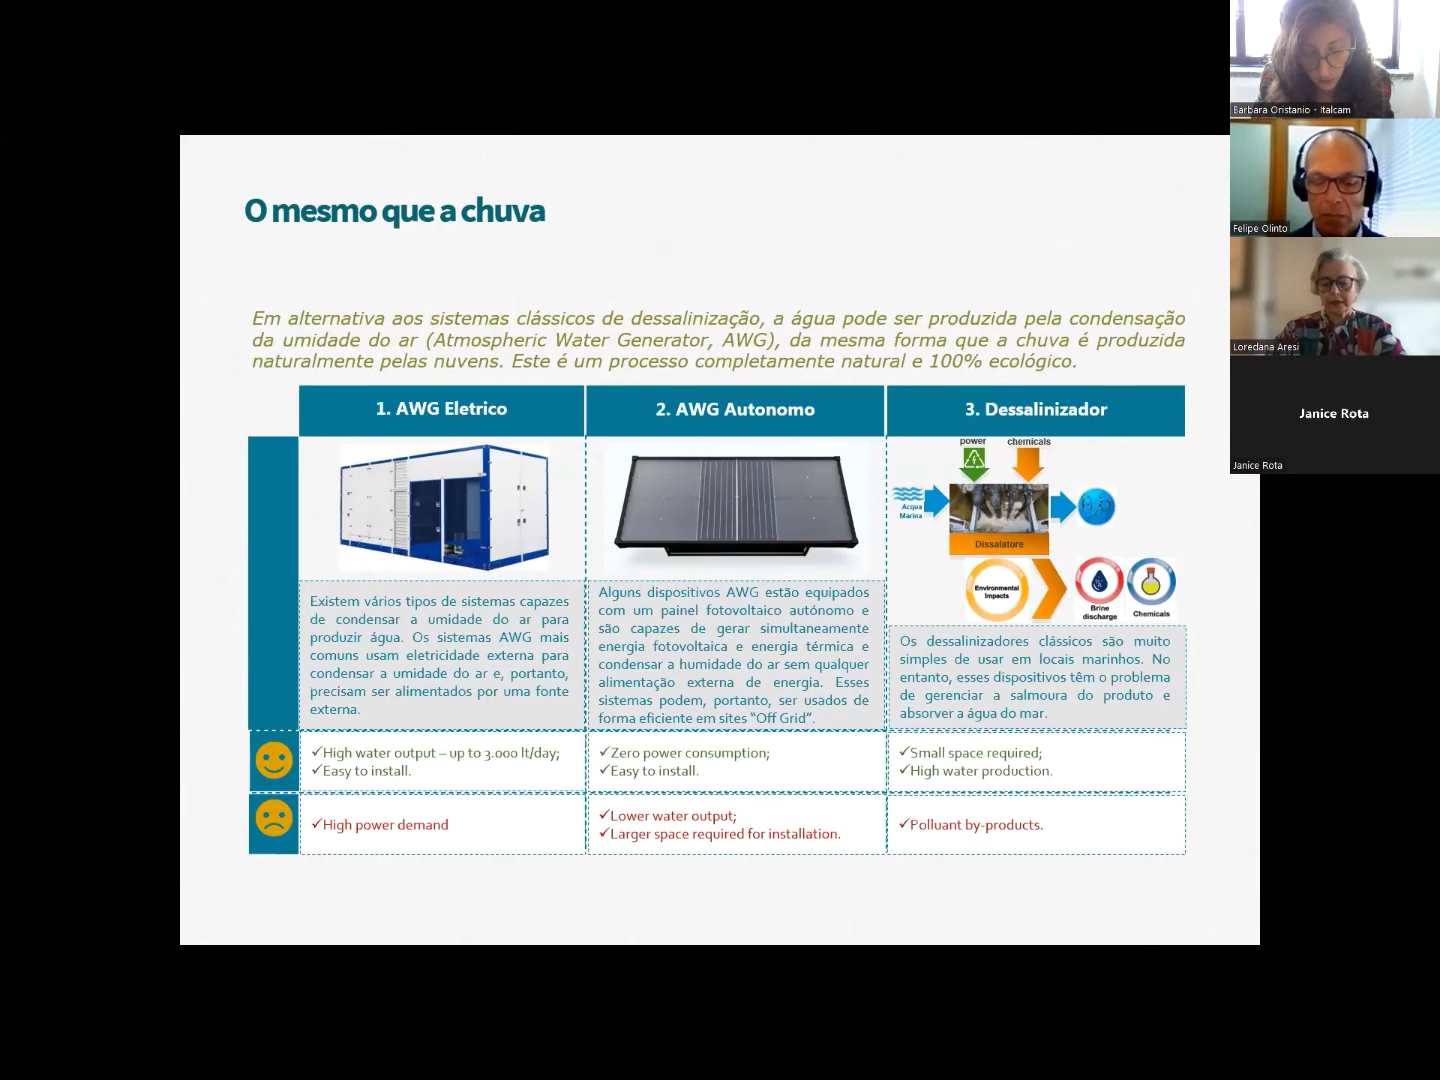 O mesmo que a chuva
Em alternativa aos sistemas clássicos de dessalinização, a água pode ser produzida pela condensação
da umidade do ar (Atmospheric Water Generator, AWG), da mesma forma que a chuva é produzida
naturalmente pelas nuvens. Este é um processo completamente natural e 100% ecológico.
1. AWG Eletrico
2. AWG Autonomo
3. Dessalinizador
power
chemicals
Acqua
Marina
H2O
Dissalatore
Environmental
Impacts
Brine
discharge
Chemicals
Existem vários tipos de sistemas capazes
de condensar a umidade do ar para
produzir água. Os sistemas AWG mais
comuns usam eletricidade externa para
condensar a umidade do ar e, portanto,
precisam ser alimentados por uma fonte
externa.
Alguns dispositivos AWG estão equipados
com um painel fotovoltaico autónomo e
são capazes de gerar simultaneamente
energia fotovoltaica e energia térmica e
condensar a humidade do ar sem qualquer
alimentação externa de energia. Esses
sistemas podem, portanto, ser usados de
forma eficiente em sites “Off Grid”.
Os dessalinizadores clássicos são muito
simples de usar em locais marinhos. No
entanto, esses dispositivos têm o problema
de gerenciar a salmoura do produto e
absorver a água do mar.
✓High water output – up to 3.000 lt/day;
✓Easy to install.
✓Zero power consumption;
✓Easy to install.
✓Small space required;
✓High water production.
✓High power demand
✓Lower water output;
✓Larger space required for installation.
✓Polluant by-products.
Barbara Oristanio - Italcam
Felipe Olinto
Loredana Aresi
Janice Rota
Janice Rota